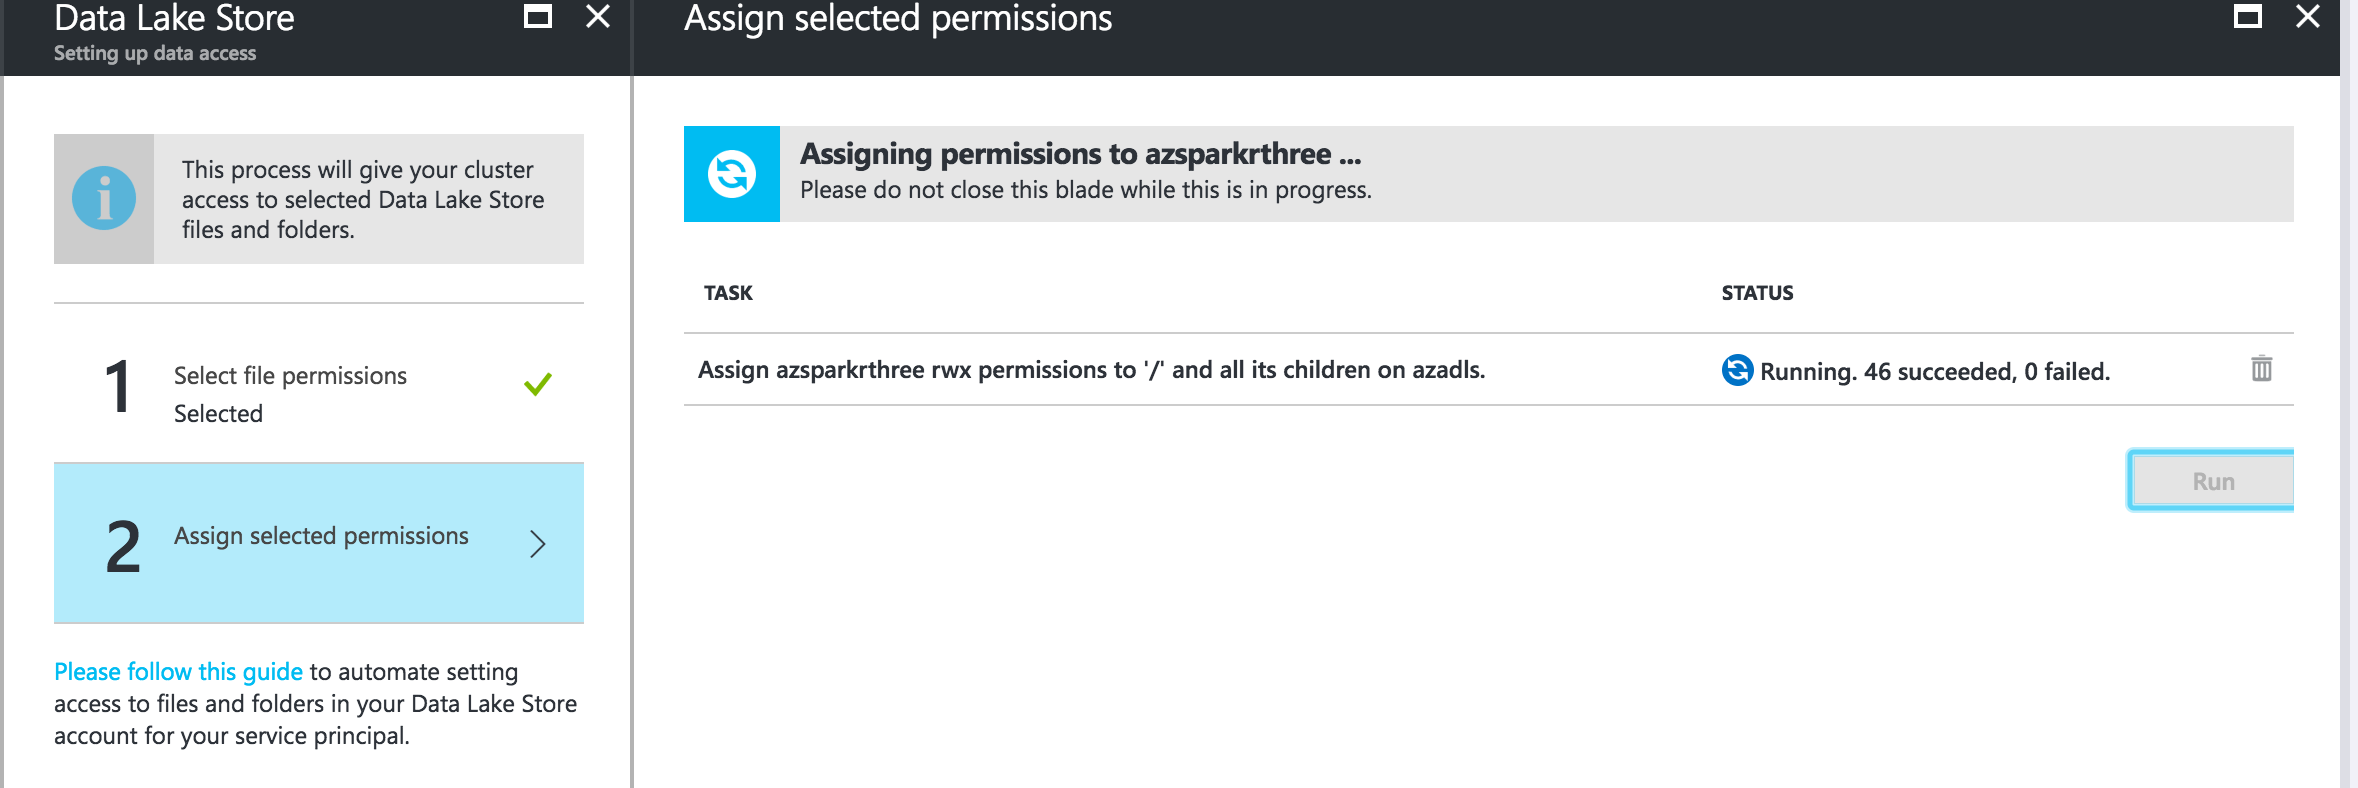 Data Lake Store
Setting up data access
This process will give your cluster
access to selected Data Lake Store
files and folders.
1
Select file permissions
Selected
2
Assign selected permissions
Please follow this guide to automate setting
access to files and folders in your Data Lake Store
account for your service principal.
Assign selected permissions
Assigning permissions to azsparkrthree ...
Please do not close this blade while this is in progress.
TASK STATUS
Assign azsparkrthree rwx permissions to '/' and all its children on azadls. Running. 46 succeeded, 0 failed.
Run